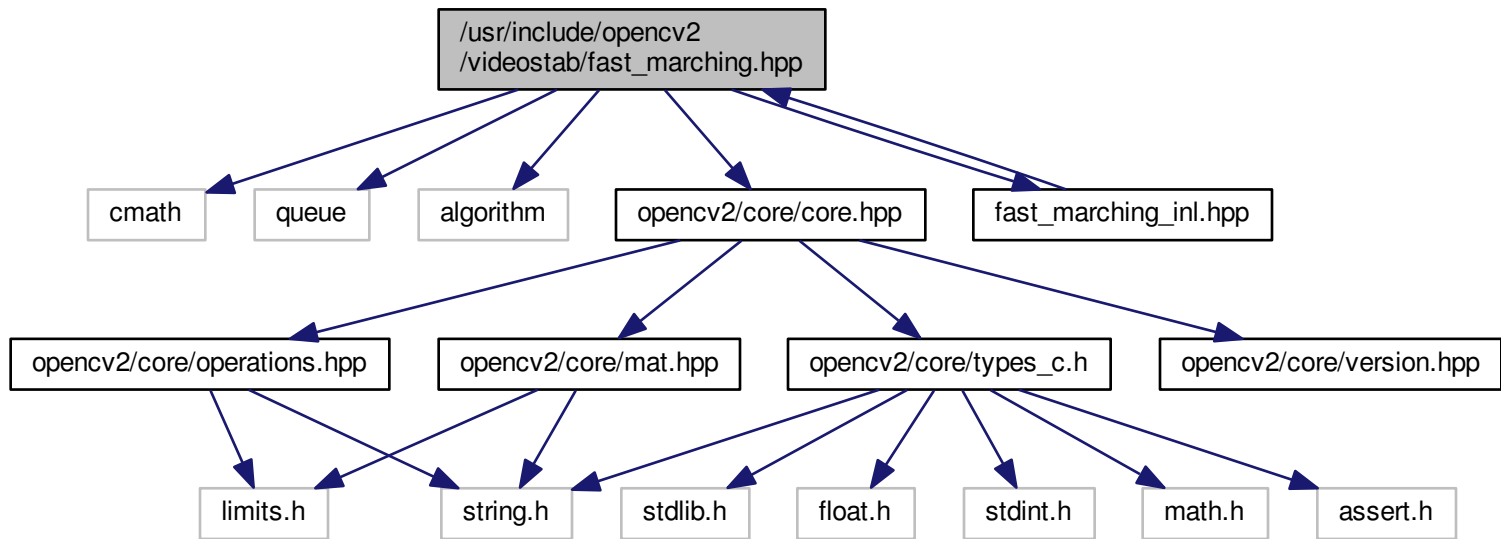 /usr/include/opencv2
/videostab/fast_marching.hpp
cmath
queue
algorithm
opencv2/core/core.hpp
fast_marching_inl.hpp
opencv2/core/operations.hpp
opencv2/core/mat.hpp
opencv2/core/types_c.h
opencv2/core/version.hpp
limits.h
string.h
stdlib.h
float.h
stdint.h
math.h
assert.h